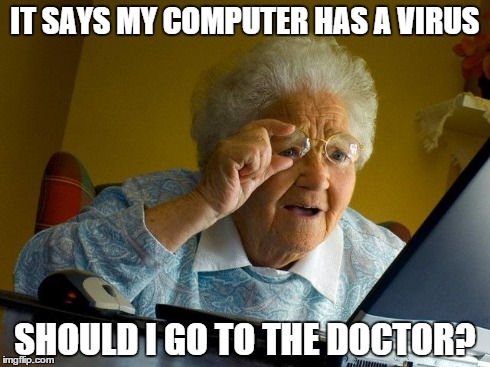 IT SAYS MY COMPUTER HAS A VIRUS
SHOULD I GO TO THE DOCTOR?
imgflip.com